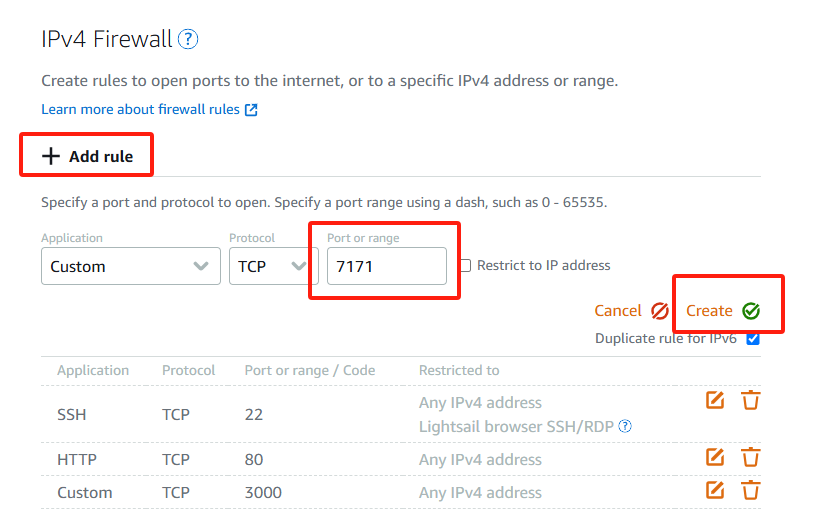 IPv4 Firewall ?
Create rules to open ports to the internet, or to a specific IPv4 address or range.
Learn more about firewall rules
+ Add rule
Specify a port and protocol to open. Specify a port range using a dash, such as 0 - 65535.
Application Protocol Port or range
Custom TCP 7171 Restrict to IP address
Cancel Create
Duplicate rule for IPv6
Application Protocol Port or range / Code Restricted to
SSH TCP 22 Any IPv4 address
Lightsail browser SSH/RDP ?
HTTP TCP 80 Any IPv4 address
Custom TCP 3000 Any IPv4 address